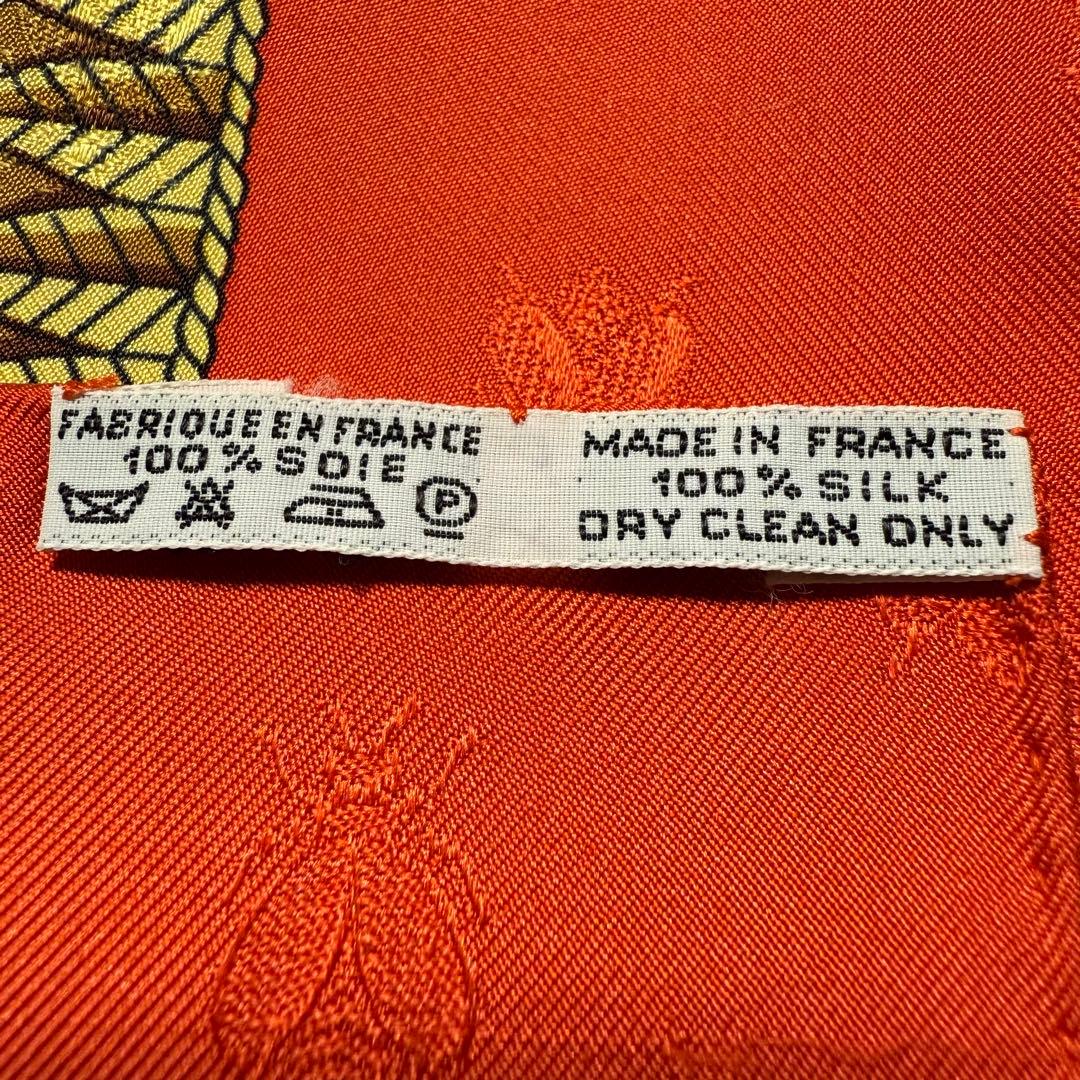 FABRIQUE EN FRANCE
100% SOIE
P
MADE IN FRANCE
100% SILK
DRY CLEAN ONLY